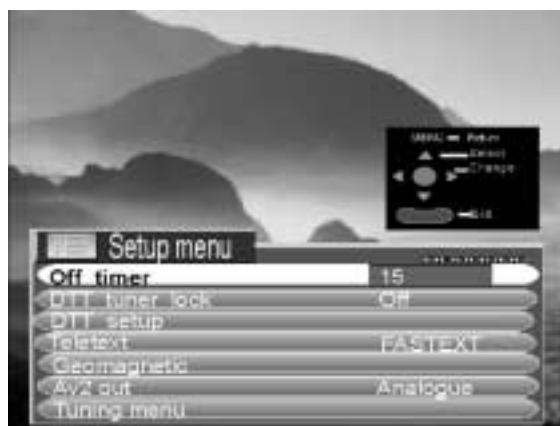 MENU Return
Select
Change
Exit
Setup menu
Off timer 15
DTT tuner lock Off
DTT setup
Teletext FASTEXT
Geomagnetic
Av2 out Analogue
Tuning menu